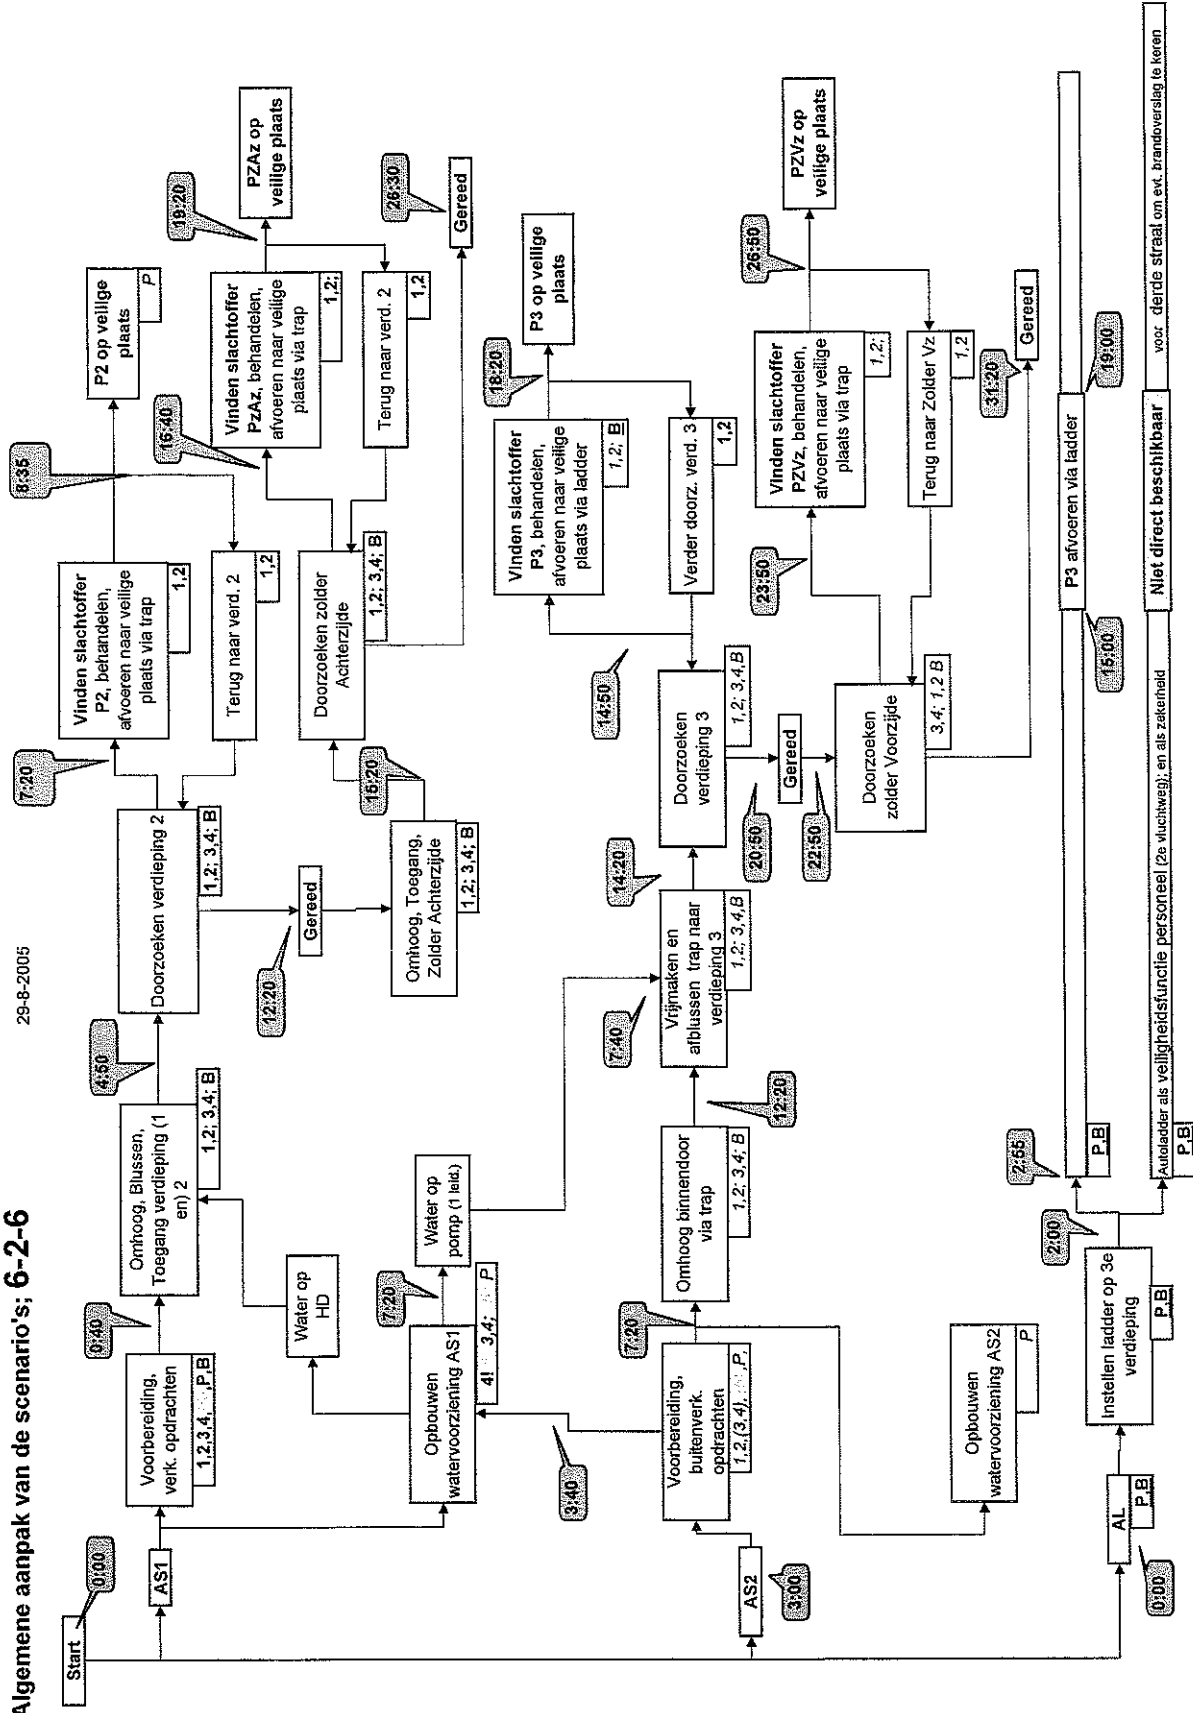 Algemene aanpak van de scenario's; 6-2-6
29-8-2005
Start
0:00
AS1
Voorbereiding,
verk. opdrachten
1,2,3,4,
,P,B
0:40
Omhoog, Blussen,
Toegang verdieping (1
en) 2
1,2; 3,4; B
4:50
Doorzoeken verdieping 2
1,2; 3,4; B
7:20
Vinden slachtoffer
P2, behandelen,
afvoeren naar veilige
plaats via trap
1,2
8:35
P2 op veilige
plaats
P
Terug naar verd. 2
1,2
12:20
Gereed
Omhoog, Toegang,
Zolder Achterzijde
1,2; 3,4; B
15:20
Doorzoeken zolder
Achterzijde
1,2; 3,4; B
16:40
Vinden slachtoffer
PzAz, behandelen,
afvoeren naar veilige
plaats via trap
1,2;
19:20
PZAz op
veilige plaats
Terug naar verd. 2
1,2
26:30
Gereed
Water op
HD
Opbouwen
watervoorziening AS1
4!
3,4;
P
7:20
Water op
pomp (1 leid.)
3:40
AS2
3:00
Voorbereiding,
buitenverk.
opdrachten
1,2,(3,4),
,P,
7:20
Omhoog binnendoor
via trap
1,2; 3,4; B
12:20
7:40
Vrijmaken en
afblussen trap naar
verdieping 3
1,2; 3,4,B
14:20
Doorzoeken
verdieping 3
1,2; 3,4,B
14:50
Vinden slachtoffer
P3, behandelen,
afvoeren naar veilige
plaats via ladder
1,2; B
18:20
P3 op veilige
plaats
Verder doorz. verd. 3
1,2
20:50
Gereed
22:50
Doorzoeken
zolder Voorzijde
3,4; 1,2 B
23:50
Vinden slachtoffer
PZVz, behandelen,
afvoeren naar veilige
plaats via trap
1,2;
26:50
PZVz op
veilige plaats
Terug naar Zolder Vz
1,2
31:20
Gereed
Opbouwen
watervoorziening AS2
P
AL
P,B
0:00
Instellen ladder op 3e
verdieping
P,B
2:00
2:55
P,B
15:00
P3 afvoeren via ladder
19:00
Autoladder als veiligheidsfunctie personeel (2e vluchtweg); en als zekerheid
Niet direct beschikbaar
voor derde straal om evt. brandoverslag te keren
P,B